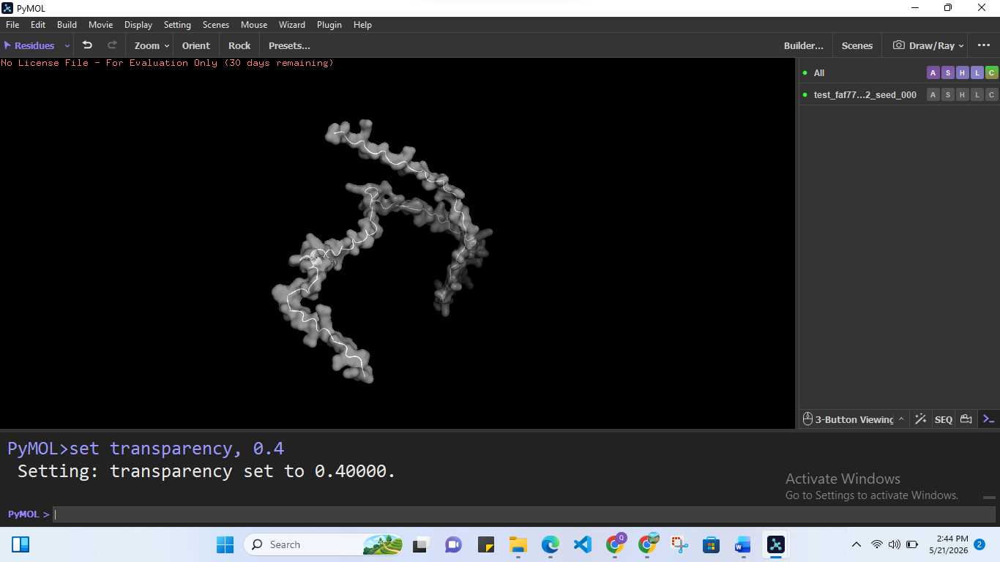 PyMOL
File Edit Build Movie Display Setting Scenes Mouse Wizard Plugin Help
Residues Zoom Orient Rock Presets... Builder... Scenes Draw/Ray
No License File - For Evaluation Only (30 days remaining)
All A S H L C
test_faf77...2_seed_000 A S H L C
3-Button Viewing SEQ
PyMOL>set transparency, 0.4
Setting: transparency set to 0.40000.
Activate Windows
Go to Settings to activate Windows.
PyMOL >
Search
Q
2:44 PM
5/21/2026
2